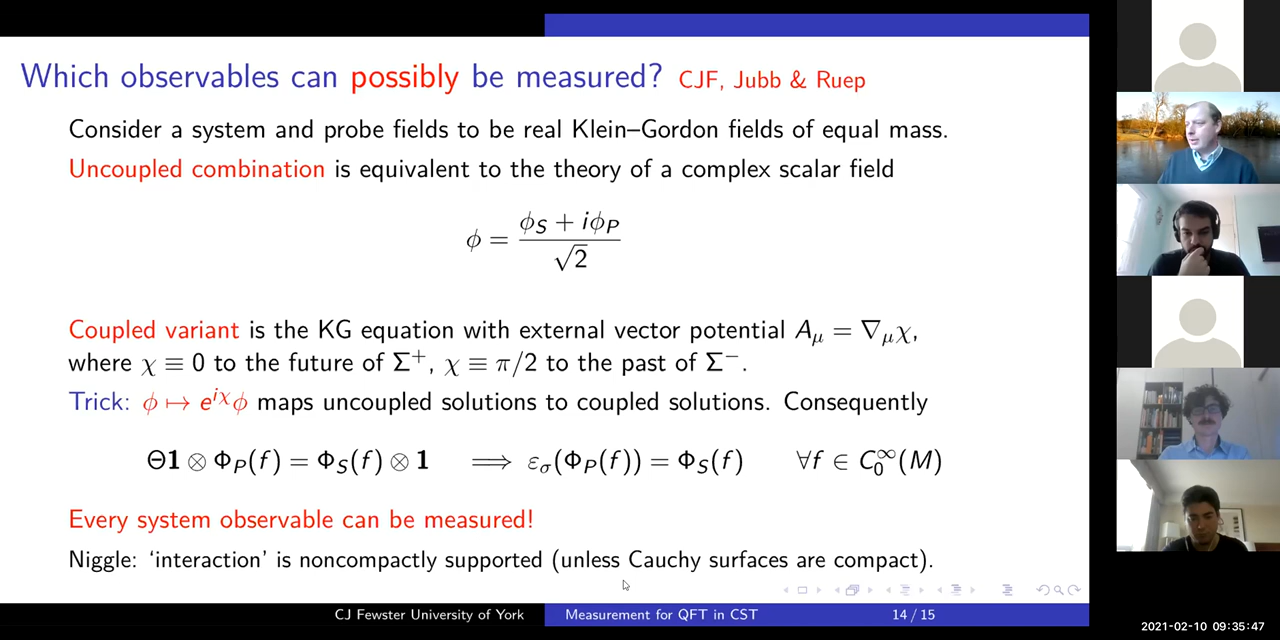 Which observables can possibly be measured? CJF, Jubb & Ruep
Consider a system and probe fields to be real Klein–Gordon fields of equal mass.
Uncoupled combination is equivalent to the theory of a complex scalar field
ϕ = (ϕ_S + iϕ_P) / √2
Coupled variant is the KG equation with external vector potential A_μ = ∇_μχ,
where χ ≡ 0 to the future of Σ⁺, χ ≡ π/2 to the past of Σ⁻.
Trick: ϕ ↦ e^{iχ}ϕ maps uncoupled solutions to coupled solutions. Consequently
Θ1 ⊗ Φ_P(f) = Φ_S(f) ⊗ 1 ⟹ ε_σ(Φ_P(f)) = Φ_S(f) ∀f ∈ C_0^∞(M)
Every system observable can be measured!
Niggle: ‘interaction’ is noncompactly supported (unless Cauchy surfaces are compact).
CJ Fewster University of York Measurement for QFT in CST 14 / 15
2021-02-10 09:35:47